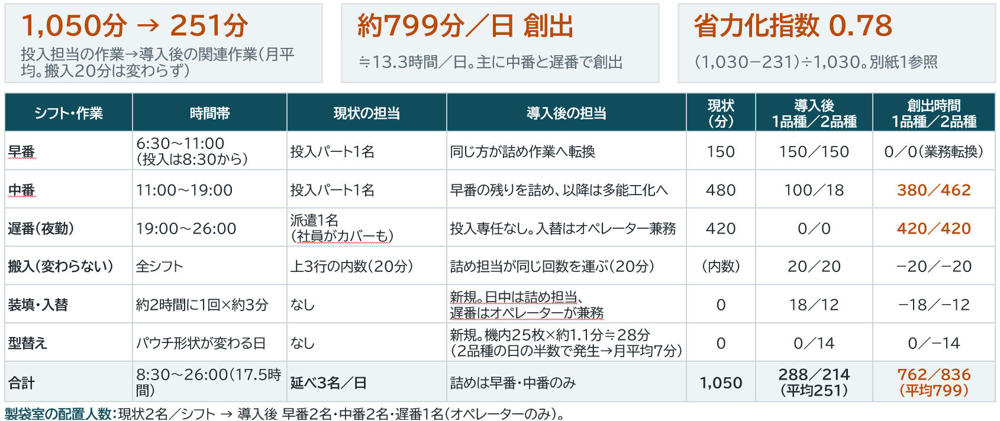 1,050分 → 251分
投入担当の作業→導入後の関連作業(月平
均。搬入20分は変わらず)
約799分／日 創出
≒13.3時間／日。主に中番と遅番で創出
省力化指数 0.78
(1,030−231)÷1,030。別紙1参照
シフト・作業
時間帯
現状の担当
導入後の担当
現状
(分)
導入後
1品種／2品種
創出時間
1品種／2品種
早番
6:30～11:00
(投入は8:30から)
投入パート1名
同じ方が詰め作業へ転換
150
150／150
0／0(業務転換)
中番
11:00～19:00
投入パート1名
早番の残りを詰め、以降は多能工化へ
480
100／18
380／462
遅番(夜勤)
19:00～26:00
派遣1名
(社員がカバーも)
投入専任なし。入替はオペレーター兼務
420
0／0
420／420
搬入(変わらない)
全シフト
上3行の内数(20分)
詰め担当が同じ回数を運ぶ(20分)
(内数)
20／20
−20／−20
装填・入替
約2時間に1回×約3分
なし
新規。日中は詰め担当、
遅番はオペレーターが兼務
0
18／12
−18／−12
型替え
パウチ形状が変わる日
なし
新規。機内25枚×約1.1分≒28分
(2品種の日の半数で発生→月平均7分)
0
0／14
0／−14
合計
8:30～26:00(17.5時
間)
延べ3名／日
詰めは早番・中番のみ
1,050
288／214
(平均251)
762／836
(平均799)
製袋室の配置人数：現状2名／シフト → 導入後 早番2名・中番2名・遅番1名(オペレーターのみ)。